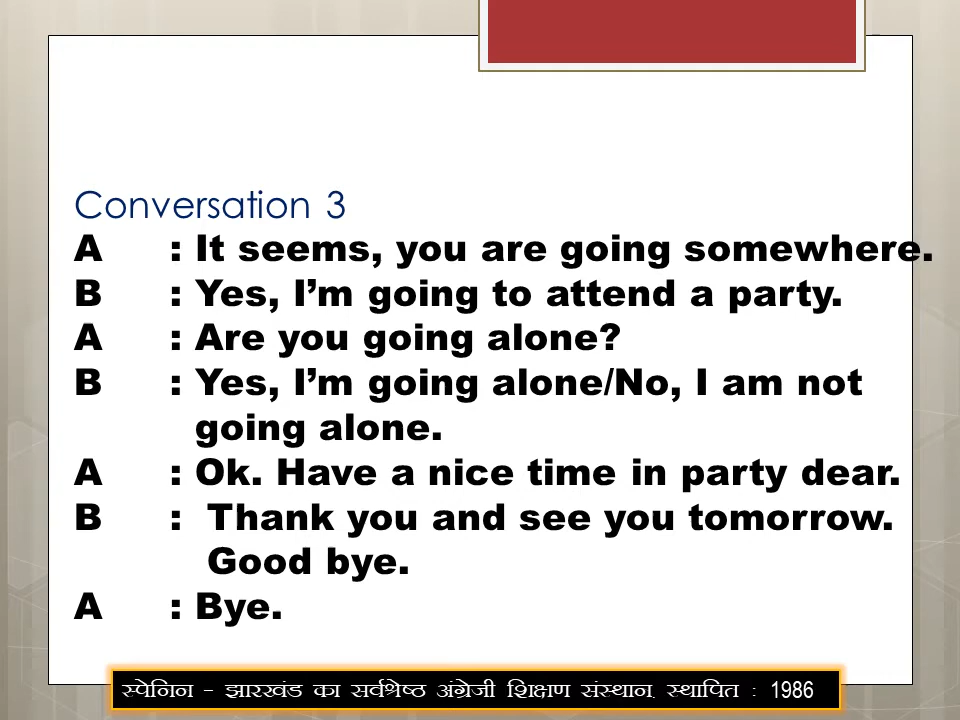 Conversation 3
A : It seems, you are going somewhere.
B : Yes, I’m going to attend a party.
A : Are you going alone?
B : Yes, I’m going alone/No, I am not
going alone.
A : Ok. Have a nice time in party dear.
B : Thank you and see you tomorrow.
Good bye.
A : Bye.
स्पेनिन - झारखंड का सर्वश्रेष्ठ अंग्रेजी शिक्षण संस्थान. स्थापित : 1986